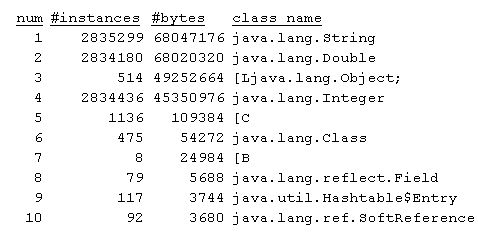 num #instances #bytes class name
1 2835299 68047176 java.lang.String
2 2834180 68020320 java.lang.Double
3 514 49252664 [Ljava.lang.Object;
4 2834436 45350976 java.lang.Integer
5 1136 109384 [C
6 475 54272 java.lang.Class
7 8 24984 [B
8 79 5688 java.lang.reflect.Field
9 117 3744 java.util.Hashtable$Entry
10 92 3680 java.lang.ref.SoftReference